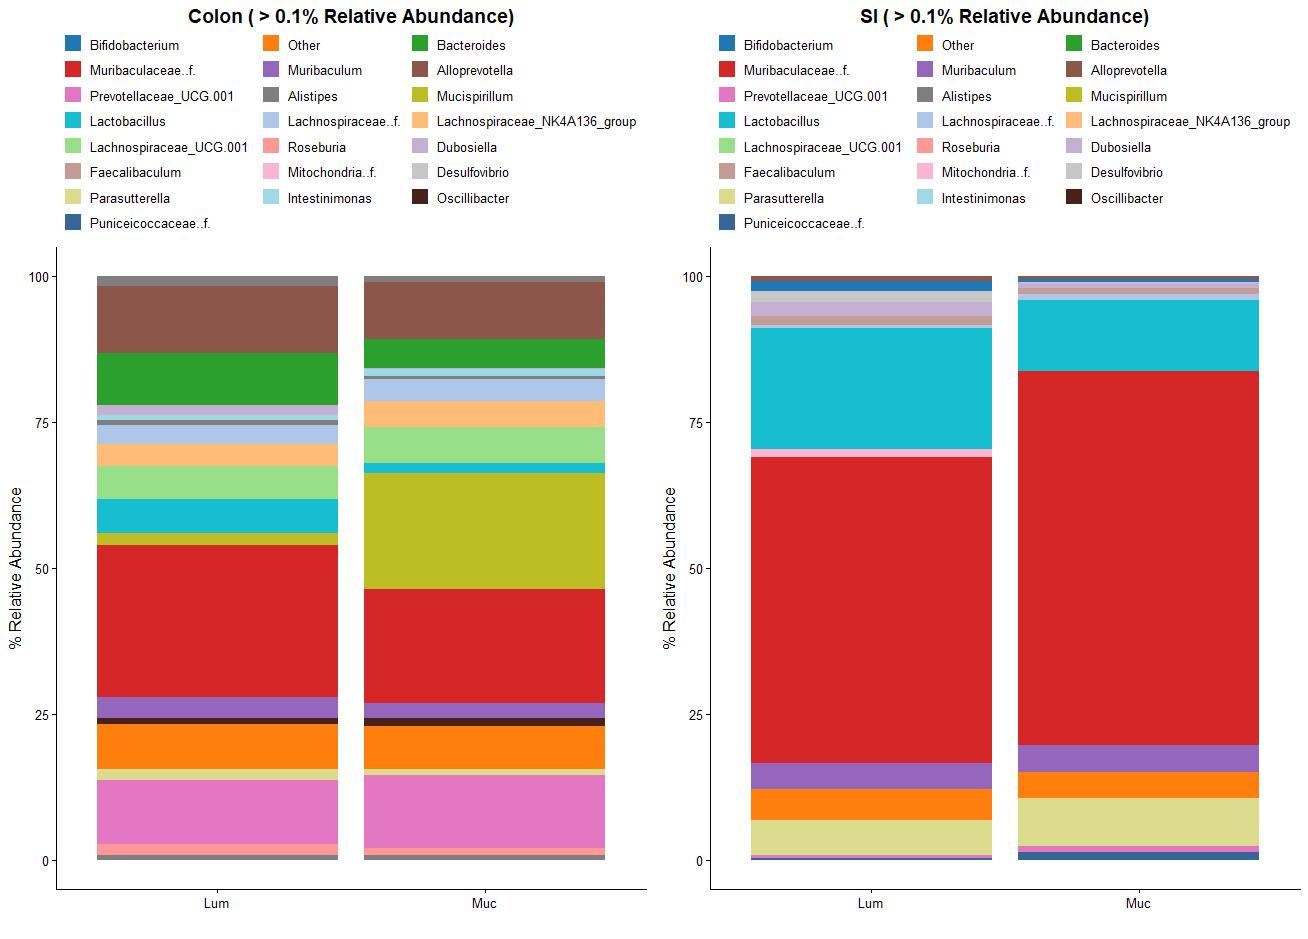 Colon ( > 0.1% Relative Abundance)
Bifidobacterium Other Bacteroides
Muribaculaceae..f. Muribaculum Alloprevotella
Prevotellaceae_UCG.001 Alistipes Mucispirillum
Lactobacillus Lachnospiraceae..f. Lachnospiraceae_NK4A136_group
Lachnospiraceae_UCG.001 Roseburia Dubosiella
Faecalibaculum Mitochondria..f. Desulfovibrio
Parasutterella Intestinimonas Oscillibacter
Puniceicoccaceae..f.
% Relative Abundance
100
75
50
25
0
Lum Muc
SI ( > 0.1% Relative Abundance)
Bifidobacterium Other Bacteroides
Muribaculaceae..f. Muribaculum Alloprevotella
Prevotellaceae_UCG.001 Alistipes Mucispirillum
Lactobacillus Lachnospiraceae..f. Lachnospiraceae_NK4A136_group
Lachnospiraceae_UCG.001 Roseburia Dubosiella
Faecalibaculum Mitochondria..f. Desulfovibrio
Parasutterella Intestinimonas Oscillibacter
Puniceicoccaceae..f.
% Relative Abundance
100
75
50
25
0
Lum Muc